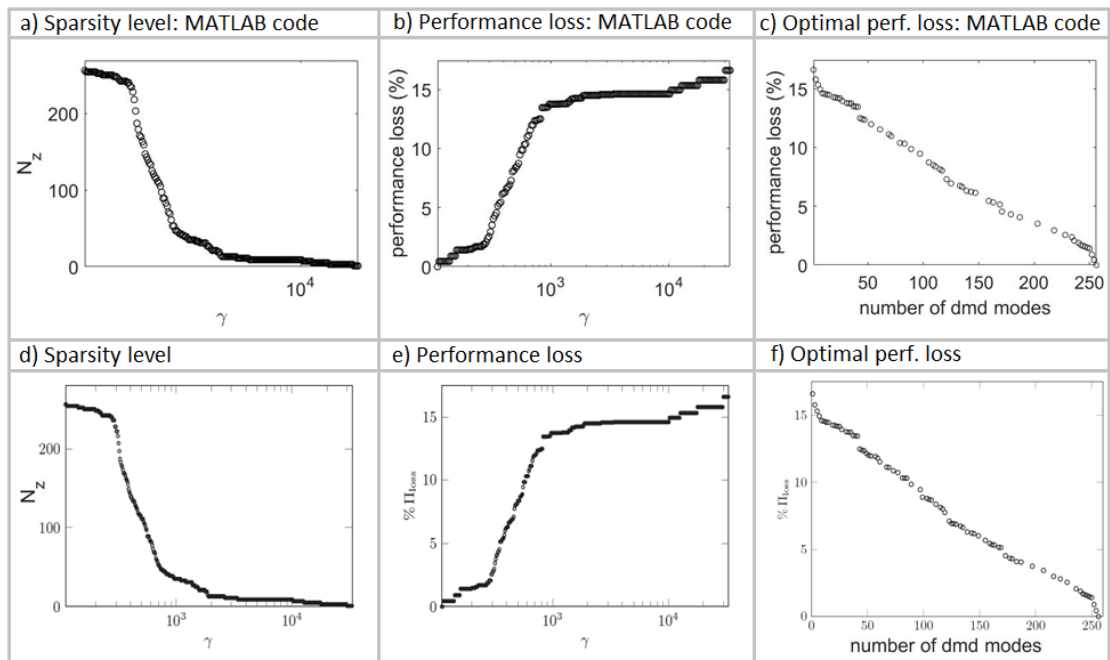 a) Sparsity level: MATLAB code
b) Performance loss: MATLAB code
c) Optimal perf. loss: MATLAB code
N_z
200
100
0
10^4
γ
performance loss (%)
15
10
5
0
10^3
10^4
γ
performance loss (%)
15
10
5
0
50
100
150
200
250
number of dmd modes
d) Sparsity level
e) Performance loss
f) Optimal perf. loss
N_z
200
100
0
10^3
10^4
γ
% Π_loss
15
10
5
0
10^3
10^4
γ
% Π_loss
15
10
5
0
0
50
100
150
200
250
number of dmd modes